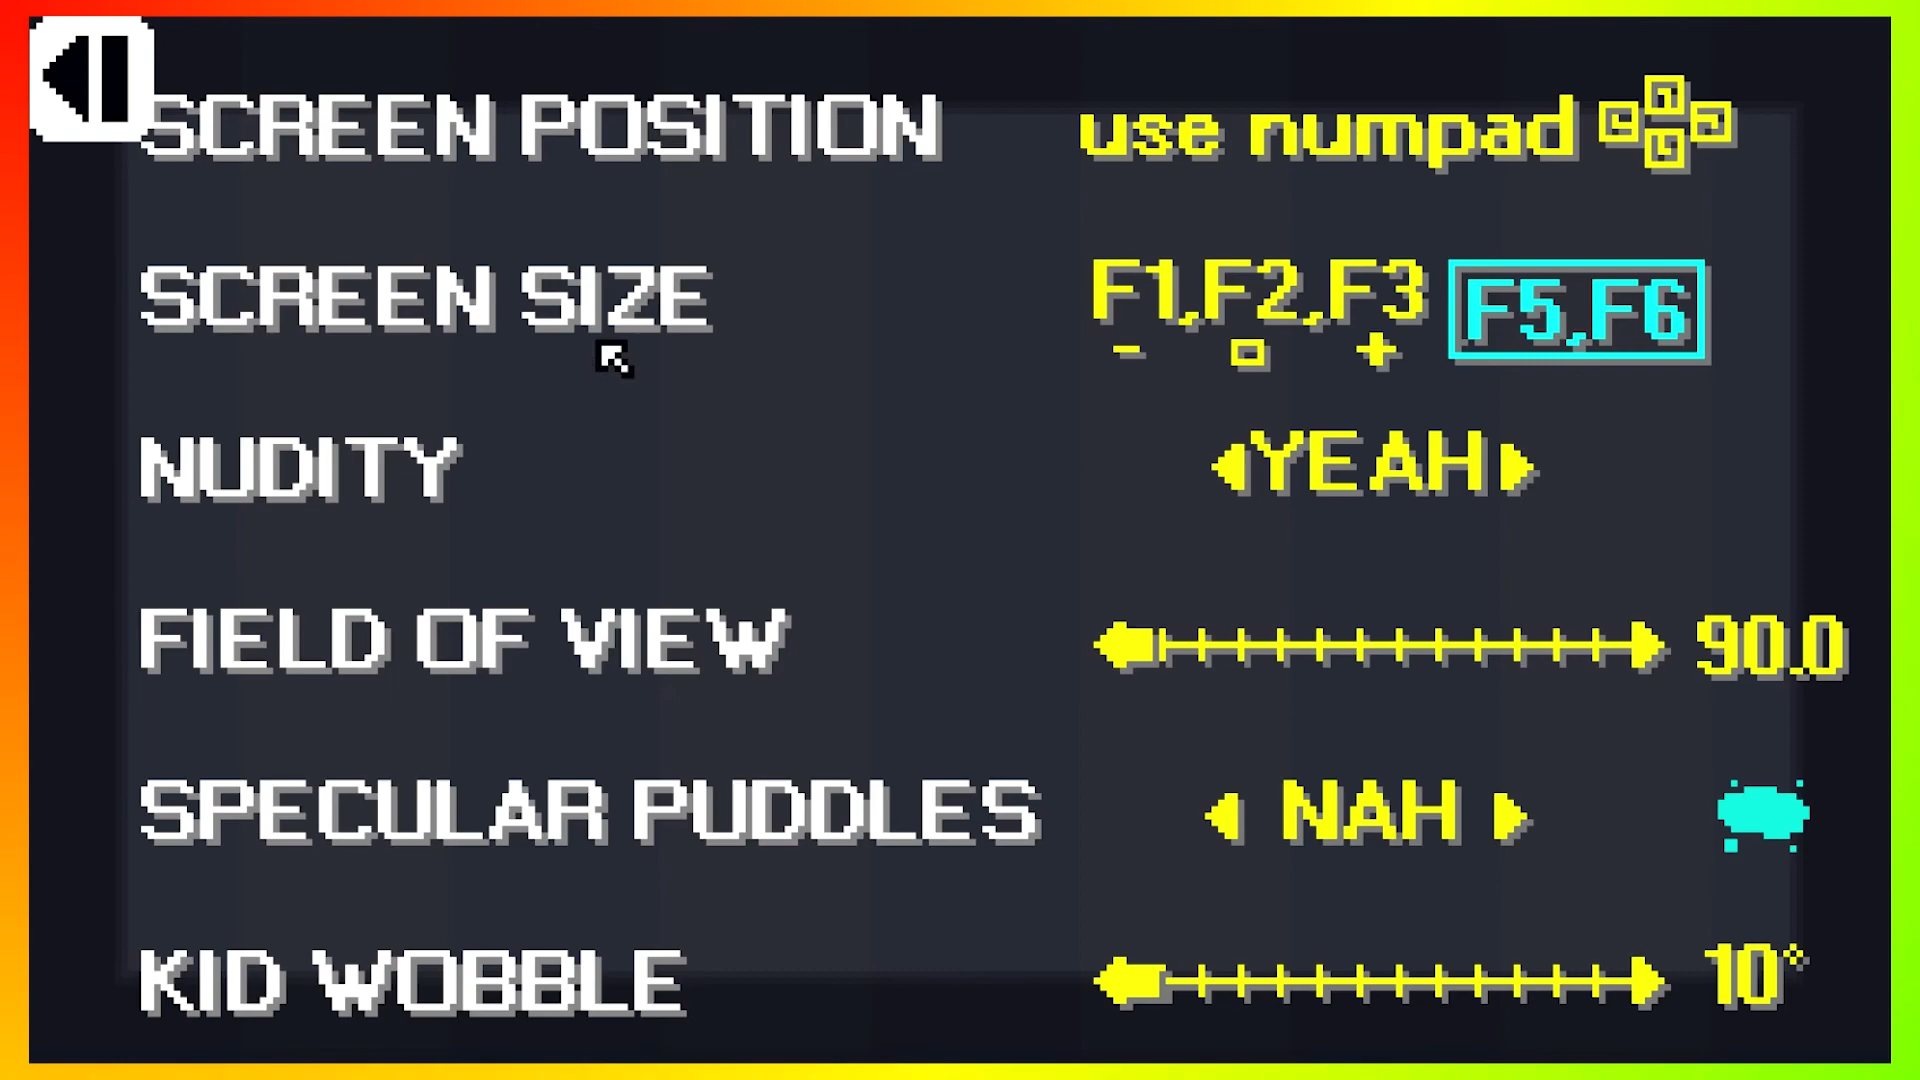 SCREEN POSITION use numpad
SCREEN SIZE F1,F2,F3 F5,F6
- +
NUDITY YEAH
FIELD OF VIEW 90.0
SPECULAR PUDDLES NAH
KID WOBBLE 10°